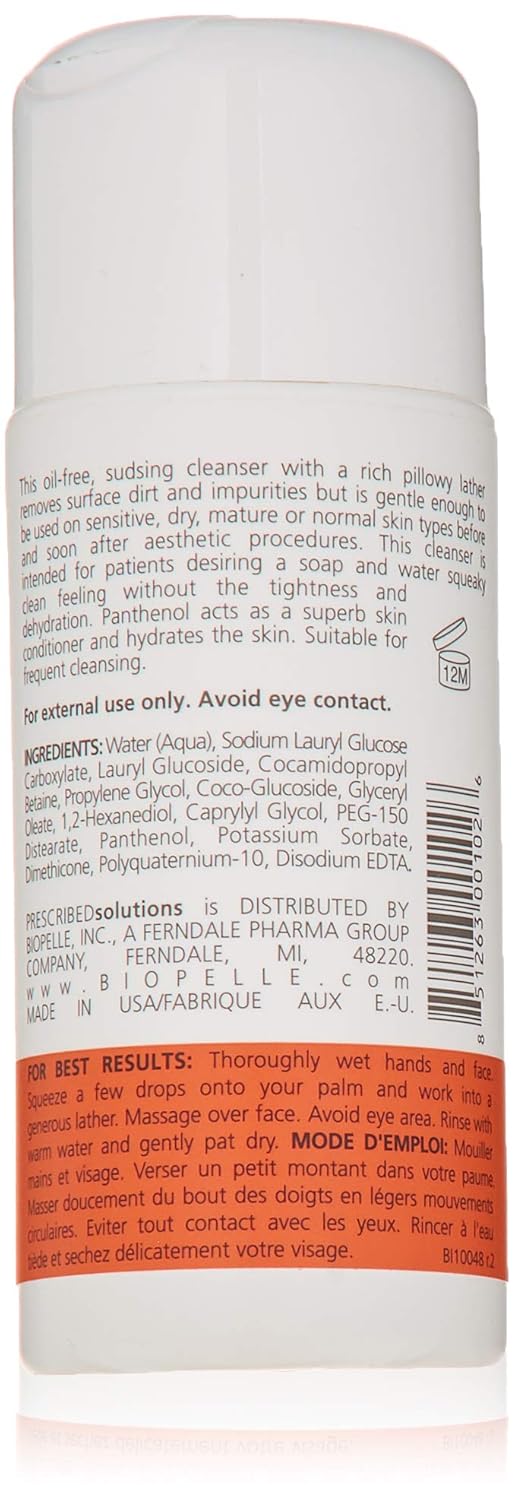 This oil-free, sudsing cleanser with a rich pillowy lather
removes surface dirt and impurities but is gentle enough to
be used on sensitive, dry, mature or normal skin types before
and soon after aesthetic procedures. This cleanser is
intended for patients desiring a soap and water squeaky
clean feeling without the tightness and
dehydration. Panthenol acts as a superb skin
conditioner and hydrates the skin. Suitable for
frequent cleansing.
12M
For external use only. Avoid eye contact.
INGREDIENTS: Water (Aqua), Sodium Lauryl Glucose
Carboxylate, Lauryl Glucoside, Cocamidopropyl
Betaine, Propylene Glycol, Coco-Glucoside, Glyceryl
Oleate, 1,2-Hexanediol, Caprylyl Glycol, PEG-150
Distearate, Panthenol, Potassium Sorbate,
Dimethicone, Polyquaternium-10, Disodium EDTA.
PRESCRIBEDsolutions is DISTRIBUTED BY
BIOPELLE, INC., A FERNDALE PHARMA GROUP
COMPANY, FERNDALE, MI, 48220.
www.BIOPELLE.com
MADE IN USA/FABRIQUE AUX E.-U.
8 51263 00102 6
FOR BEST RESULTS: Thoroughly wet hands and face.
Squeeze a few drops onto your palm and work into a
generous lather. Massage over face. Avoid eye area. Rinse with
warm water and gently pat dry. MODE D'EMPLOI: Mouiller
mains et visage. Verser un petit montant dans votre paume.
Masser doucement du bout des doigts en légers mouvements
circulaires. Eviter tout contact avec les yeux. Rincer à l'eau
tiède et sechez délicatement votre visage.
BI10048 r.2